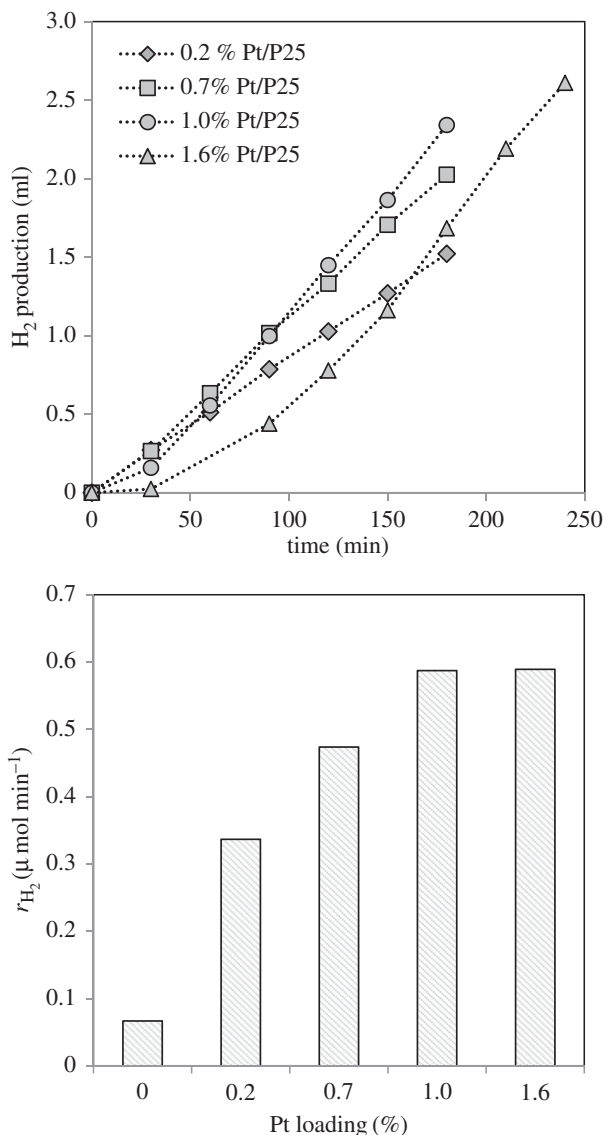 3.0
2.5
2.0
1.5
1.0
0.5
0
H₂ production (ml)
0.2 % Pt/P25
0.7% Pt/P25
1.0% Pt/P25
1.6% Pt/P25
0 50 100 150 200 250
time (min)
0.7
0.6
0.5
0.4
0.3
0.2
0.1
0
r_H₂ (µ mol min⁻¹)
0 0.2 0.7 1.0 1.6
Pt loading (%)